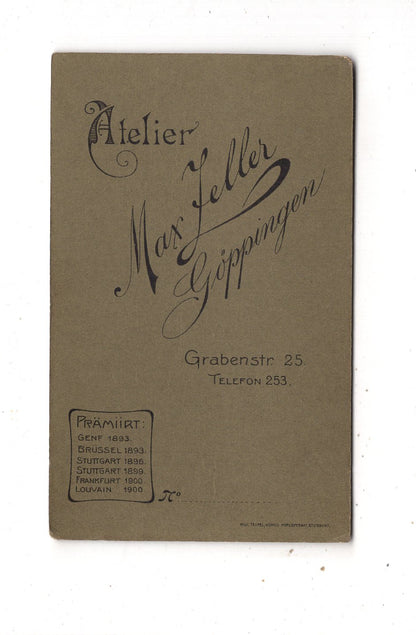 Atelier
Max Zeller
Göppingen
Grabenstr. 25.
TELEFON 253.
PRÄMIIRT:
GENF 1893.
BRÜSSEL 1893.
STUTTGART 1896.
STUTTGART 1899.
FRANKFURT 1900.
LOUVAIN 1900.
No